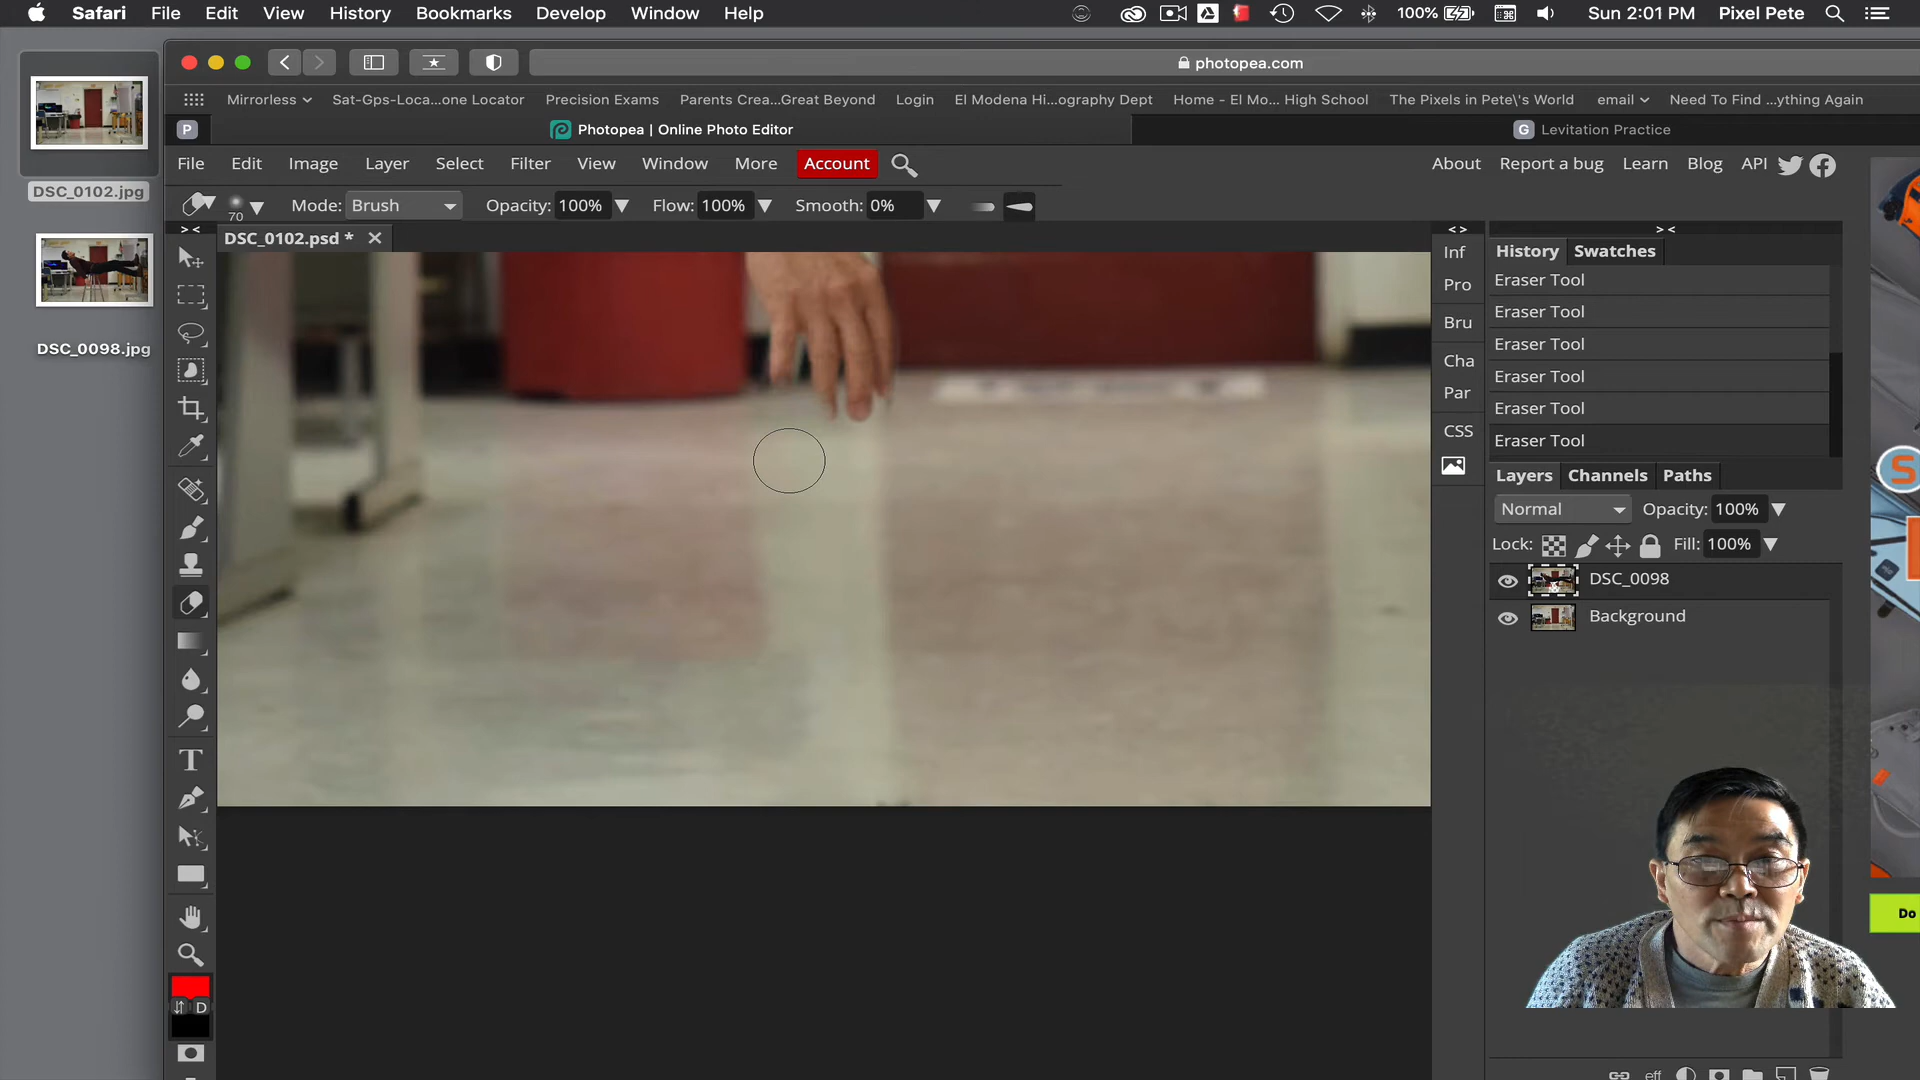 Safari File Edit View History Bookmarks Develop Window Help 100% Sun 2:01 PM Pixel Pete
photopea.com
Mirrorless Sat-Gps-Loca...one Locator Precision Exams Parents Crea...Great Beyond Login El Modena Hi...ography Dept Home - El Mo... High School The Pixels in Pete\'s World email Need To Find ...ything Again
P Photopea | Online Photo Editor G Levitation Practice
File Edit Image Layer Select Filter View Window More Account About Report a bug Learn Blog API
70 Mode: Brush Opacity: 100% Flow: 100% Smooth: 0%
DSC_0102.jpg
DSC_0098.jpg
> <
DSC_0102.psd *
< >
Inf
Pro
Bru
Cha
Par
CSS
> <
History Swatches
Eraser Tool
Eraser Tool
Eraser Tool
Eraser Tool
Eraser Tool
Eraser Tool
Layers Channels Paths
Normal Opacity: 100%
Lock: Fill: 100%
DSC_0098
Background
T
D
eff
S
Do